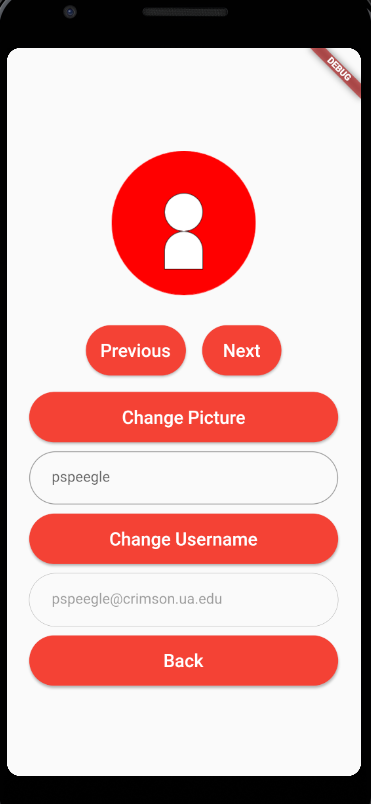 DEBUG
Previous
Next
Change Picture
pspeegle
Change Username
pspeegle@crimson.ua.edu
Back